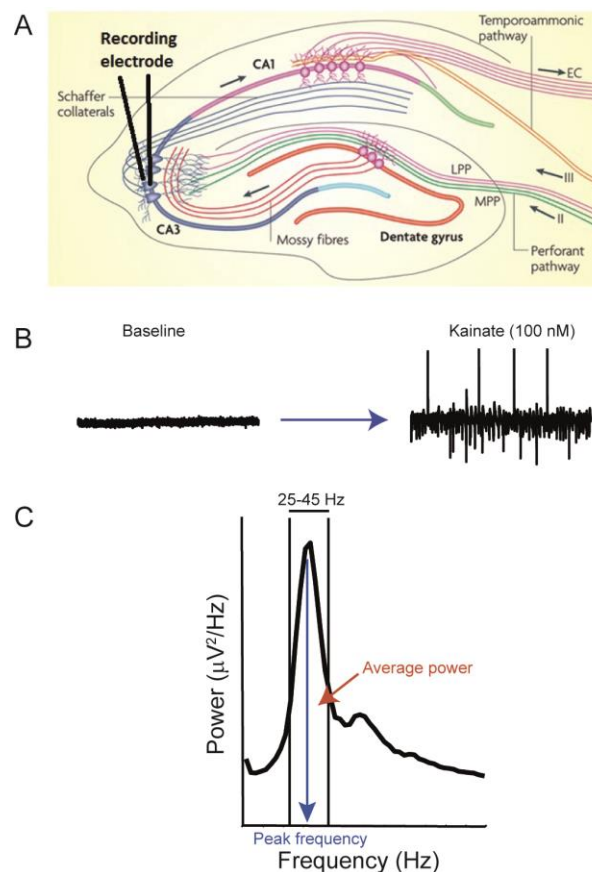 A
Recording
electrode
Temporoammonic
pathway
CA1
EC
Schaffer
collaterals
LPP
III
MPP
II
CA3
Mossy fibres
Dentate gyrus
Perforant
pathway
B
Baseline
Kainate (100 nM)
C
25-45 Hz
Average power
Power (µV²/Hz)
Peak frequency
Frequency (Hz)